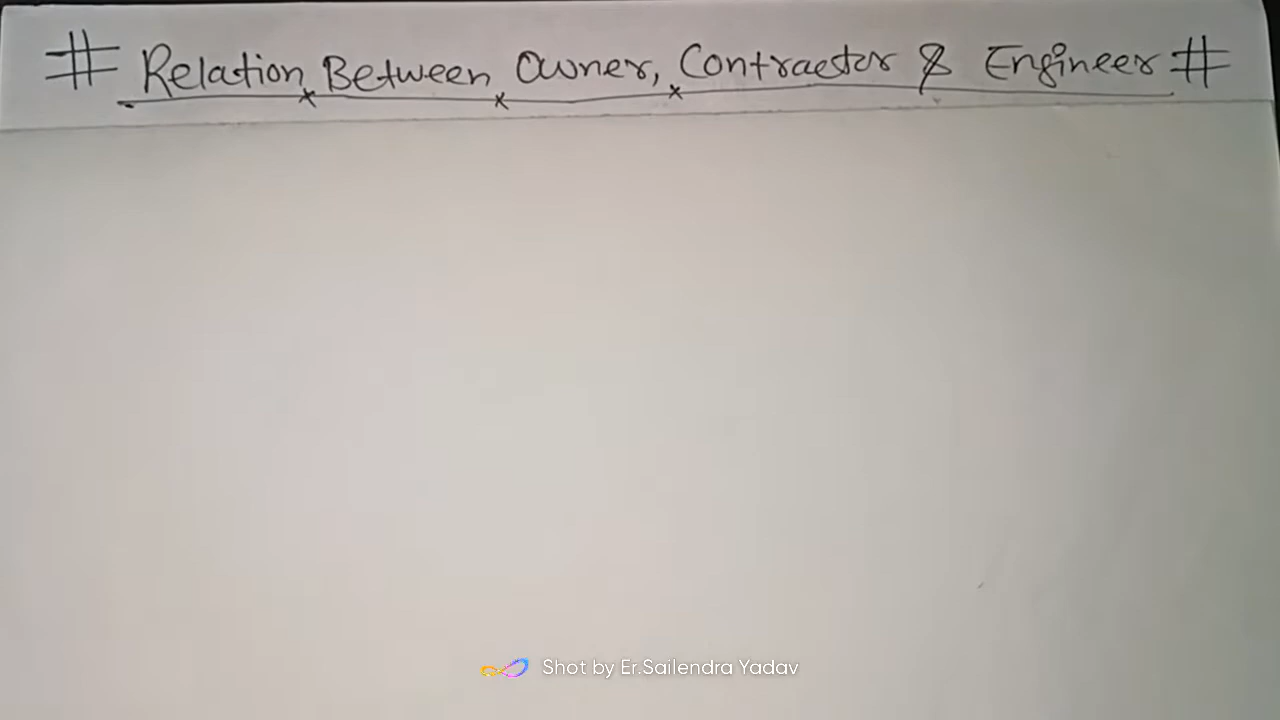 # Relation Between Owner, Contractor & Engineer #
Shot by Er.Sailendra Yadav